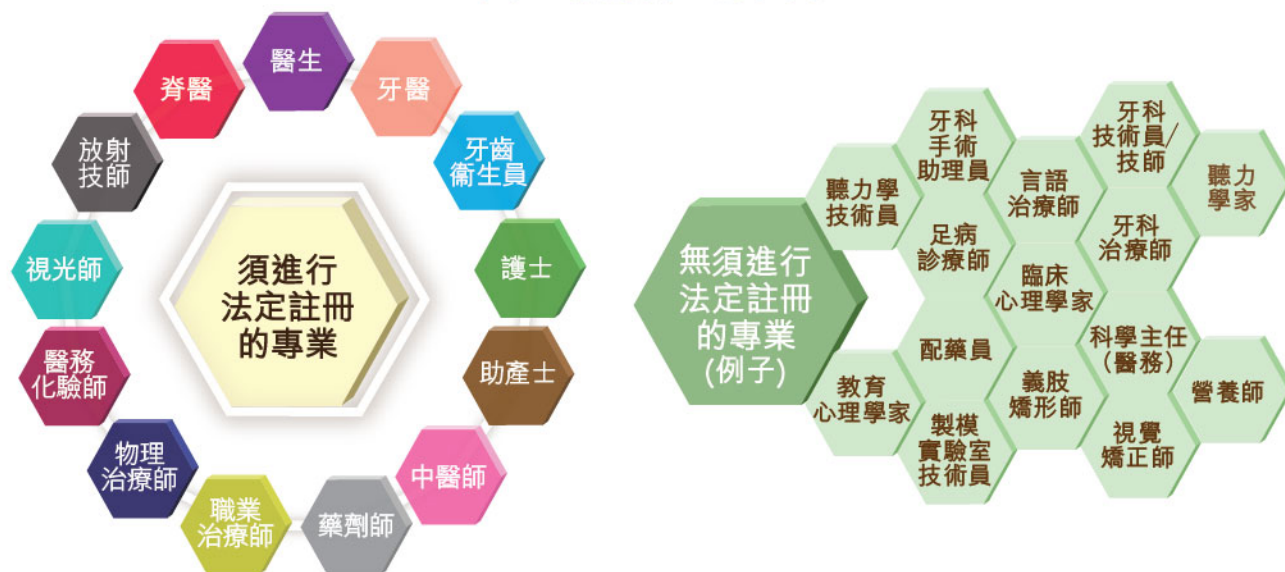 醫生
牙醫
牙齒
衞生員
護士
助產士
中醫師
藥劑師
職業
治療師
物理
治療師
醫務
化驗師
視光師
放射
技師
脊醫
須進行
法定註冊
的專業
無須進行
法定註冊
的專業
(例子)
聽力學
技術員
牙科
手術
助理員
言語
治療師
牙科
技術員/
技師
聽力
學家
足病
診療師
臨床
心理學家
牙科
治療師
配藥員
科學主任
(醫務)
教育
心理學家
製模
實驗室
技術員
義肢
矯形師
視覺
矯正師
營養師